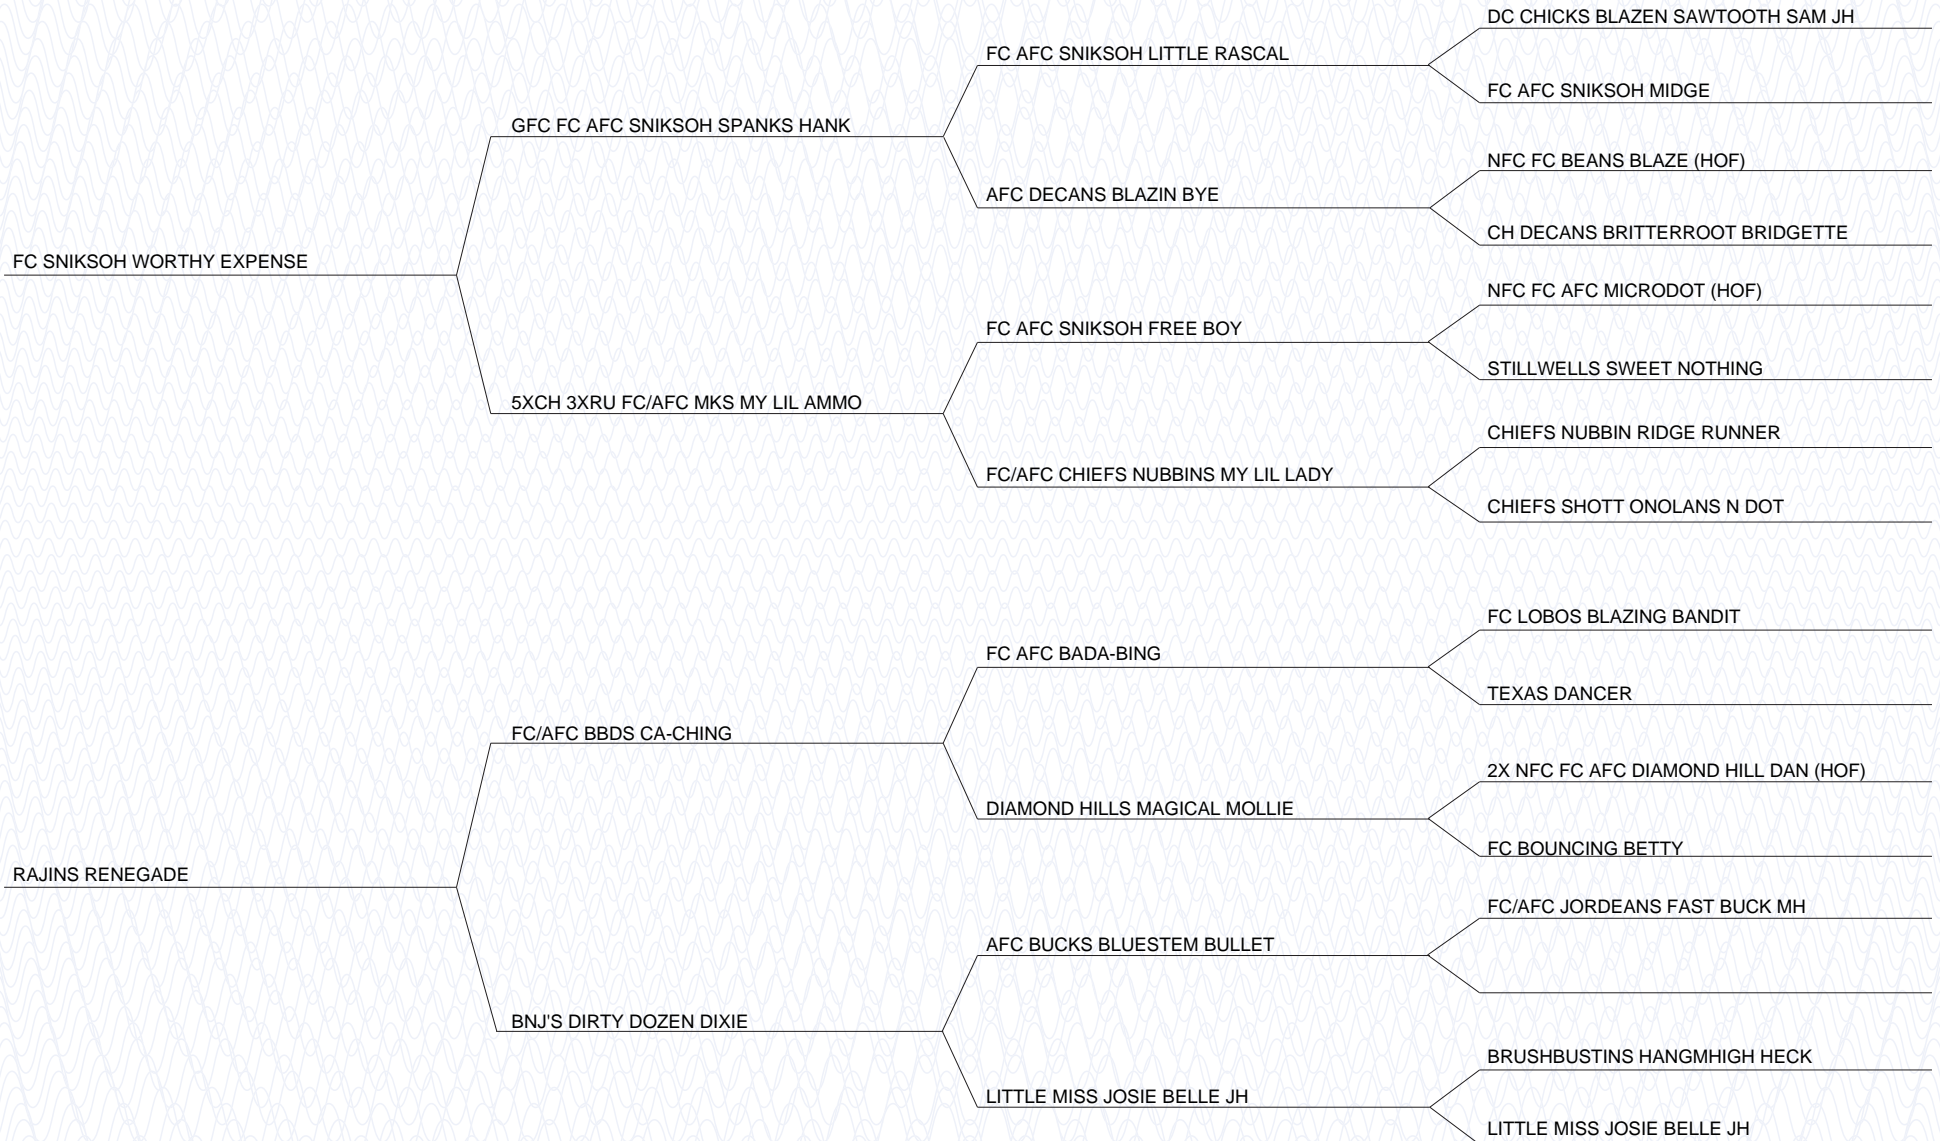 DC CHICKS BLAZEN SAWTOOTH SAM JH
FC AFC SNIKSOH LITTLE RASCAL
FC AFC SNIKSOH MIDGE
GFC FC AFC SNIKSOH SPANKS HANK
NFC FC BEANS BLAZE (HOF)
AFC DECANS BLAZIN BYE
CH DECANS BRITTERROOT BRIDGETTE
FC SNIKSOH WORTHY EXPENSE
NFC FC AFC MICRODOT (HOF)
FC AFC SNIKSOH FREE BOY
STILLWELLS SWEET NOTHING
5XCH 3XRU FC/AFC MKS MY LIL AMMO
CHIEFS NUBBIN RIDGE RUNNER
FC/AFC CHIEFS NUBBINS MY LIL LADY
CHIEFS SHOTT ONOLANS N DOT
FC LOBOS BLAZING BANDIT
FC AFC BADA-BING
TEXAS DANCER
FC/AFC BBDS CA-CHING
2X NFC FC AFC DIAMOND HILL DAN (HOF)
DIAMOND HILLS MAGICAL MOLLIE
FC BOUNCING BETTY
RAJINS RENEGADE
FC/AFC JORDEANS FAST BUCK MH
AFC BUCKS BLUESTEM BULLET
BNJ'S DIRTY DOZEN DIXIE
BRUSHBUSTINS HANGMHIGH HECK
LITTLE MISS JOSIE BELLE JH
LITTLE MISS JOSIE BELLE JH